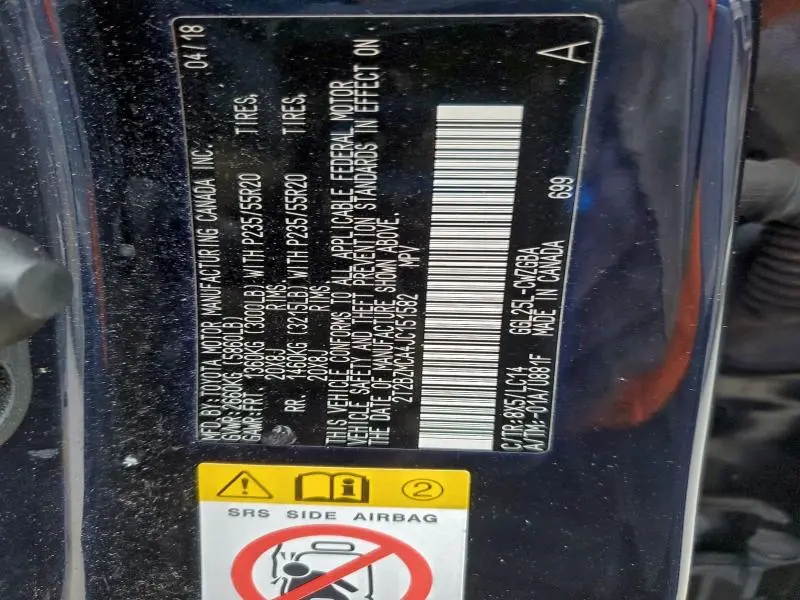 MFD. BY: TOYOTA MOTOR MANUFACTURING CANADA INC. 04/18
GVWR: 2660KG (5860LB)
GAWR: FRT 1360KG (3000LB) WITH P235/55R20 TIRES,
20X8J RIMS,
RR. 1460KG (3215LB) WITH P235/55R20 TIRES,
20X8J RIMS,
THIS VEHICLE CONFORMS TO ALL APPLICABLE FEDERAL MOTOR
VEHICLE SAFETY AND THEFT PREVENTION STANDARDS IN EFFECT ON
THE DATE OF MANUFACTURE SHOWN ABOVE.
2T2BZMCA4JC151582 MPV
C/TR: 8X5/LC14 GGL25L-CWZGBA 699 A
A/TM: -01A/U881F MADE IN CANADA
2
SRS SIDE AIRBAG